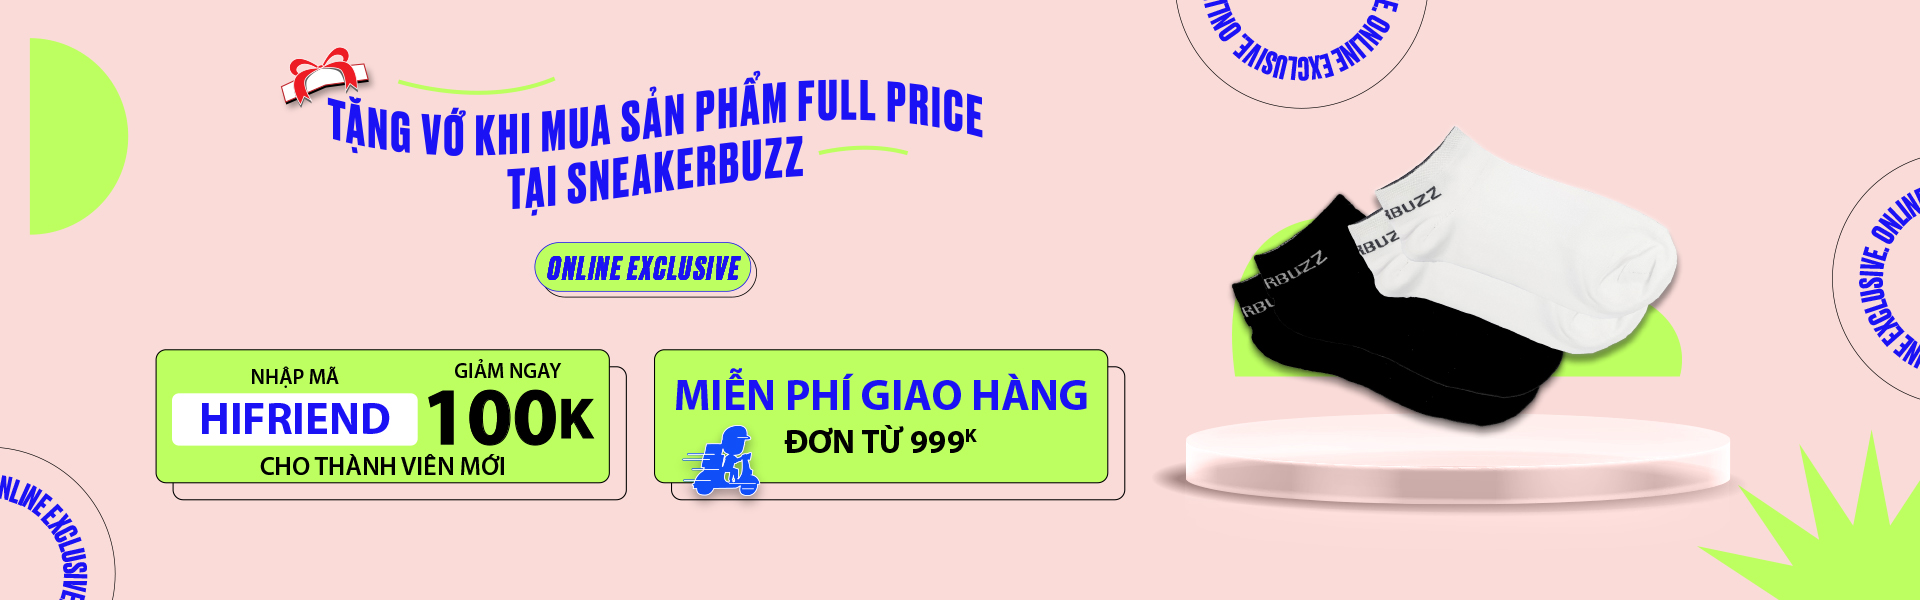 TẶNG VỚ KHI MUA SẢN PHẨM FULL PRICE
TẠI SNEAKERBUZZ
ONLINE EXCLUSIVE
NHẬP MÃ
HIFRIEND
GIẢM NGAY
100K
CHO THÀNH VIÊN MỚI
MIỄN PHÍ GIAO HÀNG
ĐƠN TỪ 999K
ONLINE EXCLUSIVE. ONLI
EXCLUSIVE. ONLINE
NLINE EXCLUSIVE
RBUZZ
RBUZ
RBUZZ
RBU